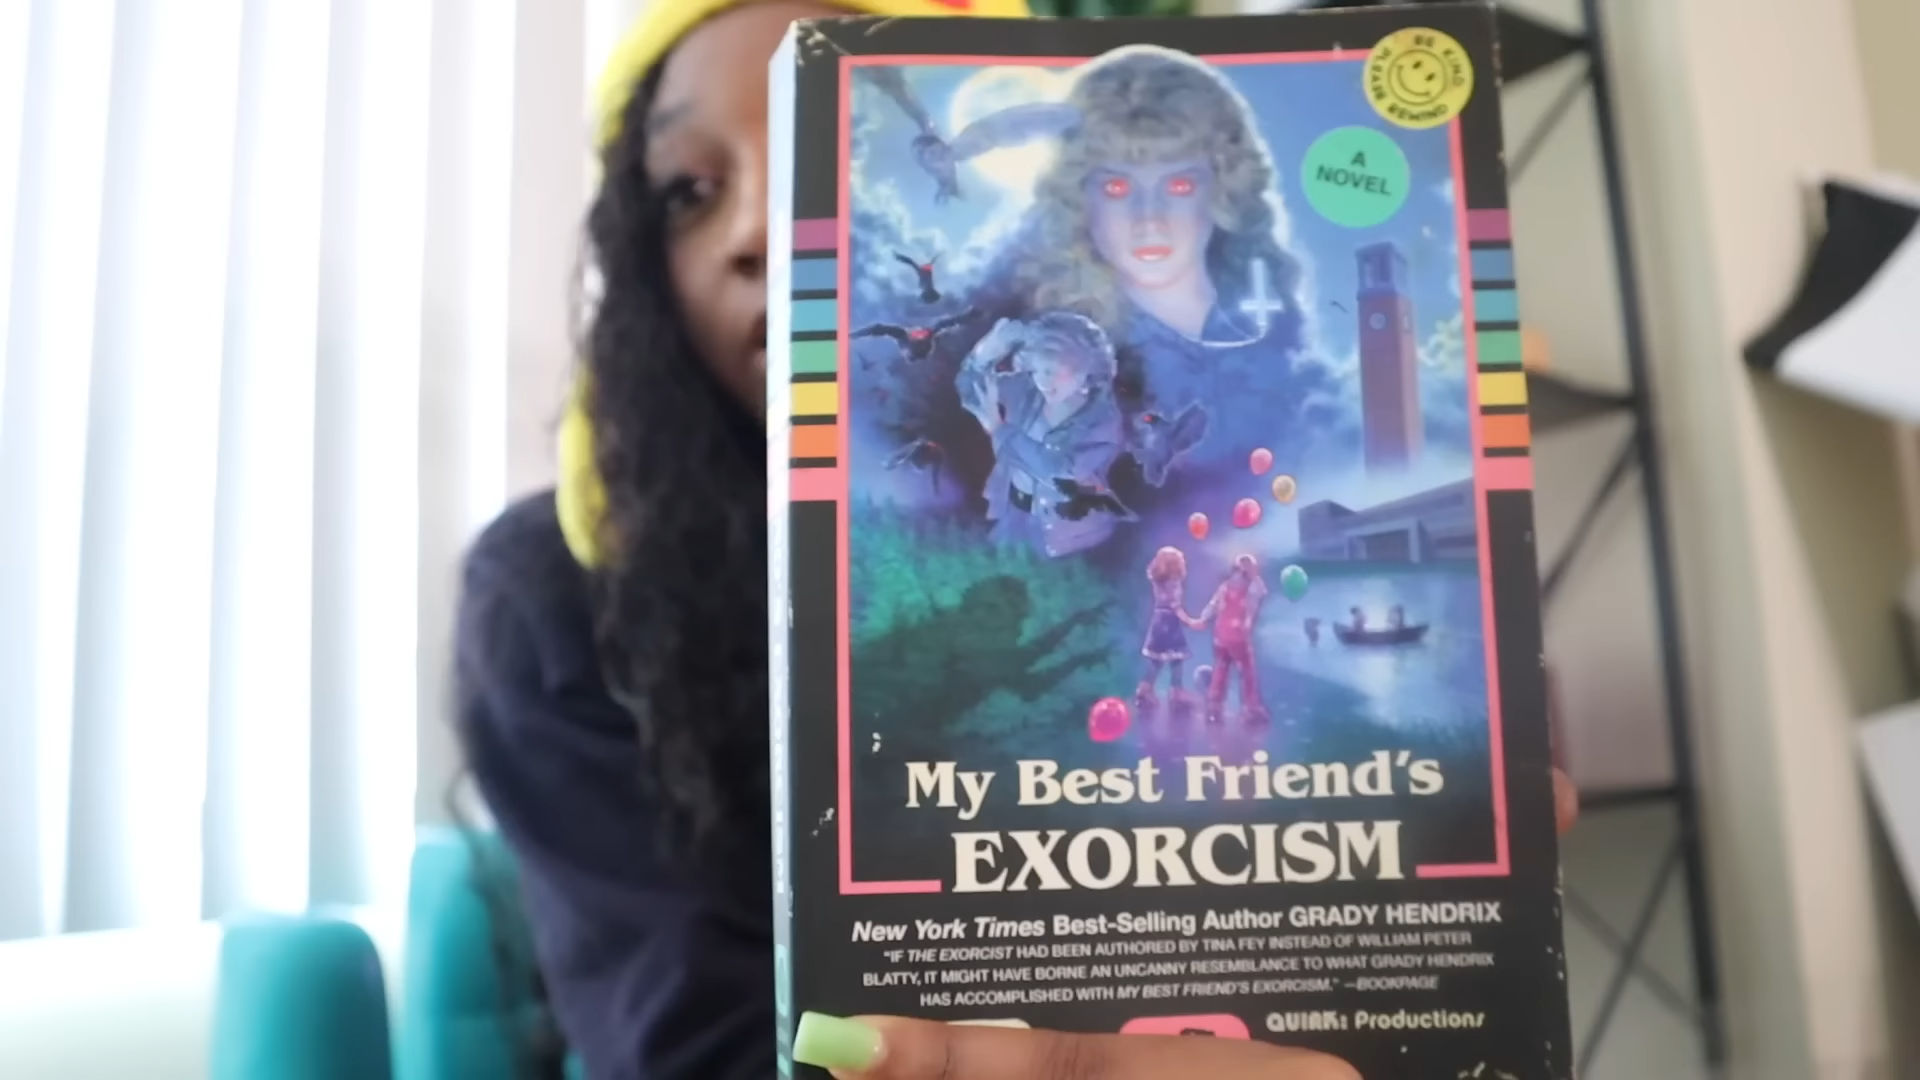 BE KIND
PLEASE REWIND
A
NOVEL
My Best Friend's
EXORCISM
New York Times Best-Selling Author GRADY HENDRIX
"IF THE EXORCIST HAD BEEN AUTHORED BY TINA FEY INSTEAD OF WILLIAM PETER
BLATTY, IT MIGHT HAVE BORNE AN UNCANNY RESEMBLANCE TO WHAT GRADY HENDRIX
HAS ACCOMPLISHED WITH MY BEST FRIEND'S EXORCISM." —BOOKPAGE
QUIRK: Productions